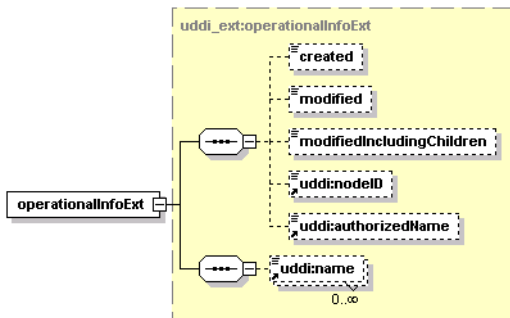 uddi_ext:operationalInfoExt
created
modified
modifiedIncludingChildren
uddi:nodeID
operationalInfoExt
uddi:authorizedName
uddi:name
0..∞